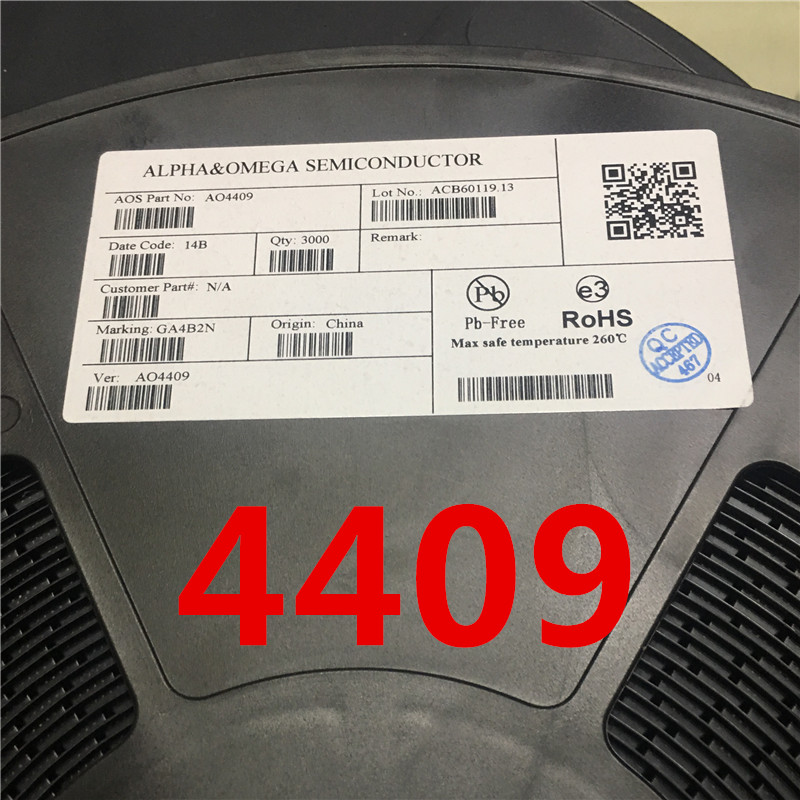 ALPHA&OMEGA SEMICONDUCTOR
AOS Part No: AO4409
Lot No.: ACB60119.13
Date Code: 14B
Qty: 3000
Remark:
Customer Part#: N/A
Marking: GA4B2N
Origin: China
Ver: AO4409
Pb
Pb-Free
e3
RoHS
Max safe temperature 260℃
QC
467
04
4409